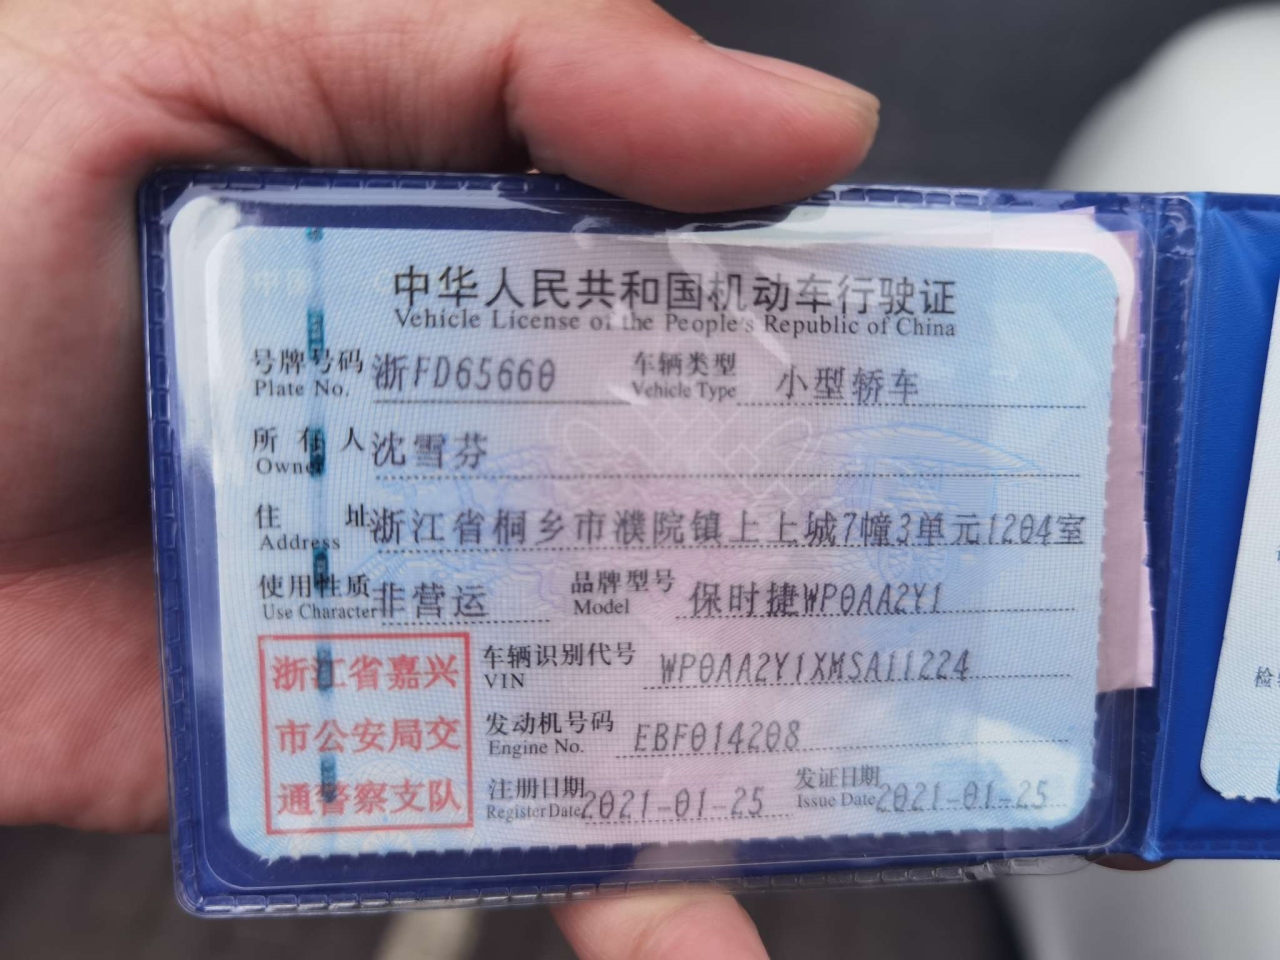 中华人民共和国机动车行驶证
Vehicle License of the People's Republic of China
号牌号码 浙FD65660 车辆类型 小型轿车
Plate No. Vehicle Type
所有人 沈雪芬
Owner
住址 浙江省桐乡市濮院镇上上城7幢3单元1204室
Address
使用性质 非营运 品牌型号 保时捷WP0AA2Y1
Use Character Model
浙江省嘉兴
市公安局交
通警察支队
车辆识别代号 WP0AA2Y1XMSA11224
VIN
发动机号码 EBF014208
Engine No.
注册日期 2021-01-25 发证日期 2021-01-25
Register Date Issue Date
检